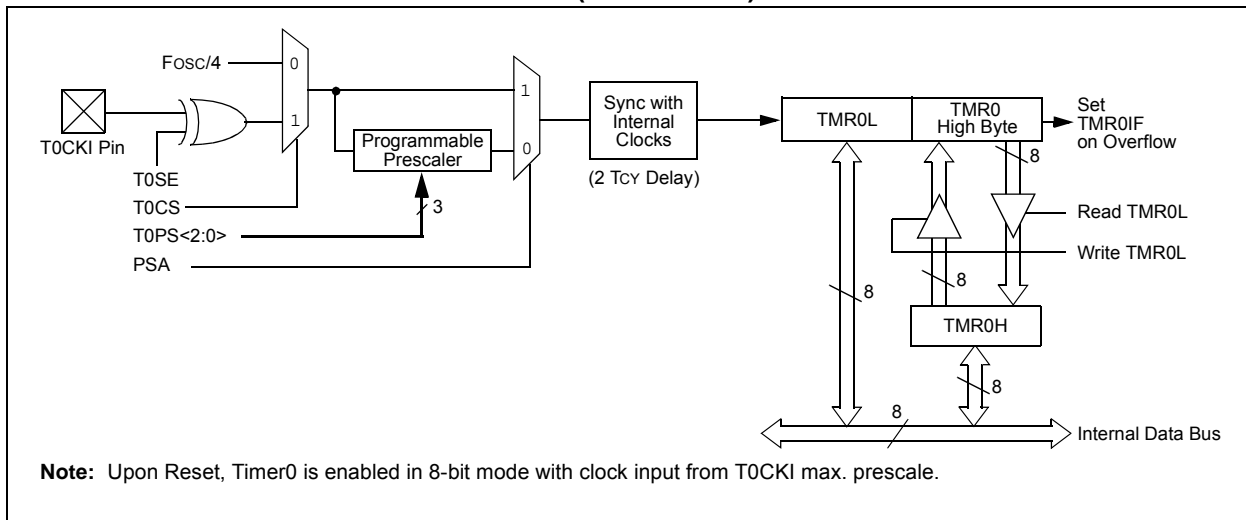 Fosc/4
0
1
T0CKI Pin
T0SE
T0CS
T0PS<2:0>
PSA
Programmable
Prescaler
3
1
0
Sync with
Internal
Clocks
(2 TCY Delay)
TMR0L
TMR0
High Byte
Set
TMR0IF
on Overflow
8
Read TMR0L
Write TMR0L
8
8
TMR0H
8
8
Internal Data Bus
Note: Upon Reset, Timer0 is enabled in 8-bit mode with clock input from T0CKI max. prescale.